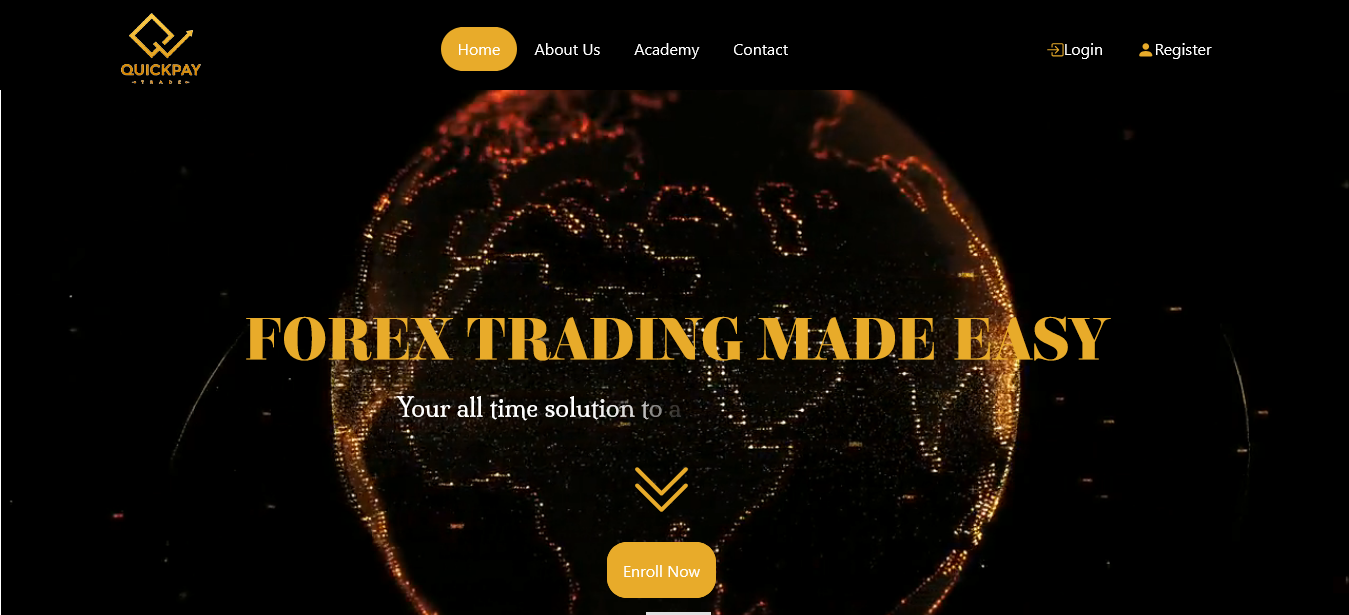 QUICKPAY
TRADE
Home
About Us
Academy
Contact
Login
Register
FOREX TRADING MADE EASY
Your all time solution to a
Enroll Now